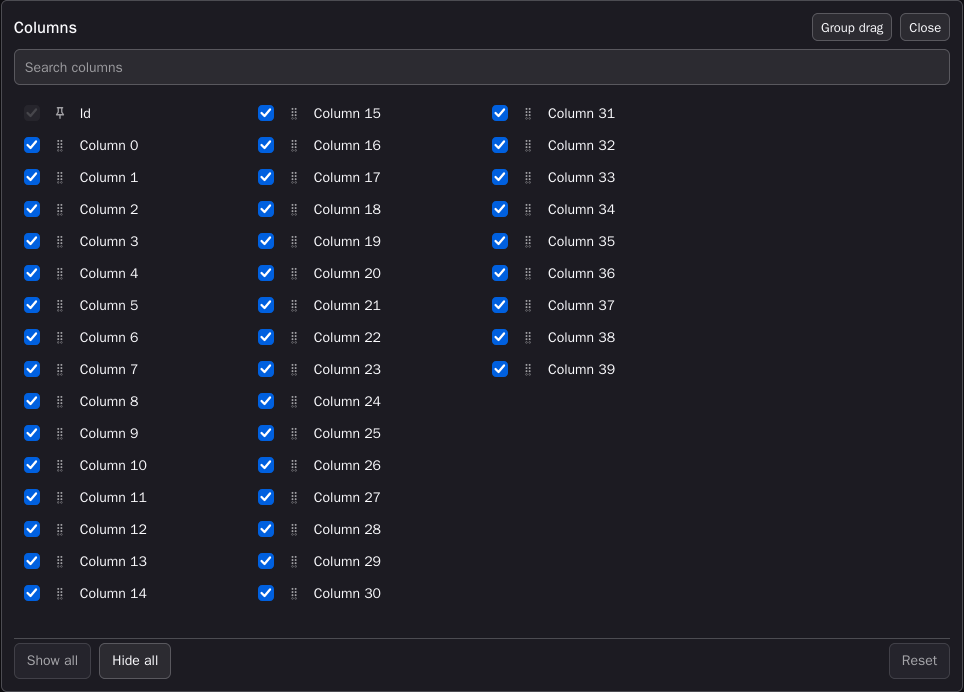 Columns
Group drag
Close
Search columns
Id
Column 0
Column 1
Column 2
Column 3
Column 4
Column 5
Column 6
Column 7
Column 8
Column 9
Column 10
Column 11
Column 12
Column 13
Column 14
Column 15
Column 16
Column 17
Column 18
Column 19
Column 20
Column 21
Column 22
Column 23
Column 24
Column 25
Column 26
Column 27
Column 28
Column 29
Column 30
Column 31
Column 32
Column 33
Column 34
Column 35
Column 36
Column 37
Column 38
Column 39
Show all
Hide all
Reset